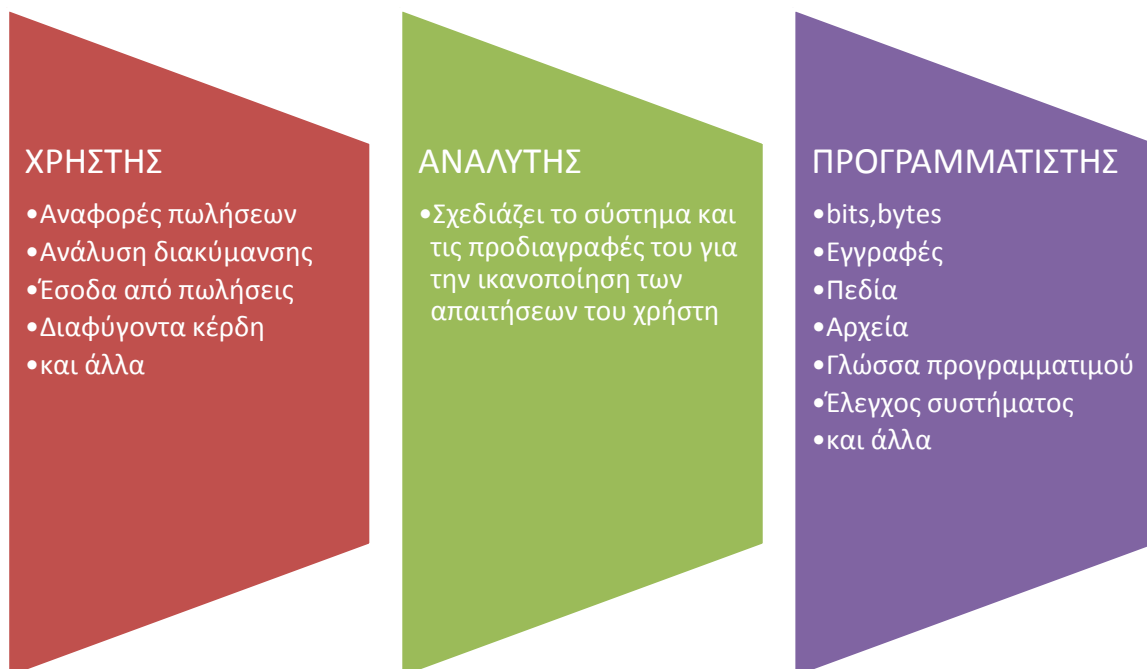 ΧΡΗΣΤΗΣ
•Αναφορές πωλήσεων
•Ανάλυση διακύμανσης
•Έσοδα από πωλήσεις
•Διαφύγοντα κέρδη
•και άλλα
ΑΝΑΛΥΤΗΣ
•Σχεδιάζει το σύστημα και
τις προδιαγραφές του για
την ικανοποίηση των
απαιτήσεων του χρήστη
ΠΡΟΓΡΑΜΜΑΤΙΣΤΗΣ
•bits,bytes
•Εγγραφές
•Πεδία
•Αρχεία
•Γλώσσα προγραμματιμού
•Έλεγχος συστήματος
•και άλλα